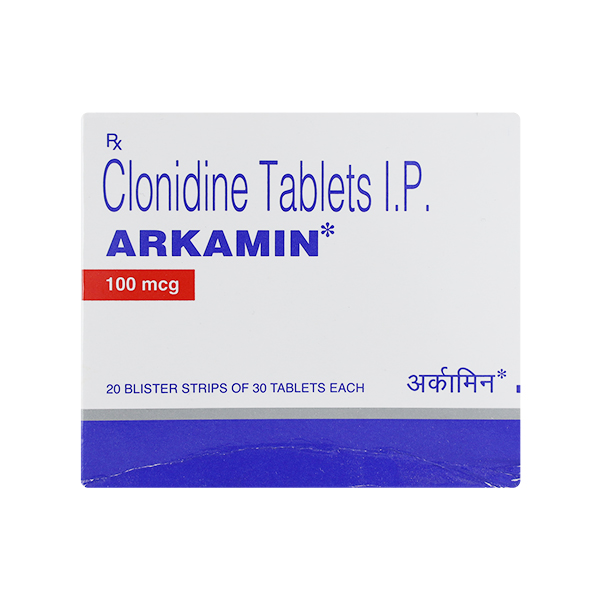 Rx
Clonidine Tablets I.P.
ARKAMIN*
100 mcg
20 BLISTER STRIPS OF 30 TABLETS EACH
अर्कामिन*